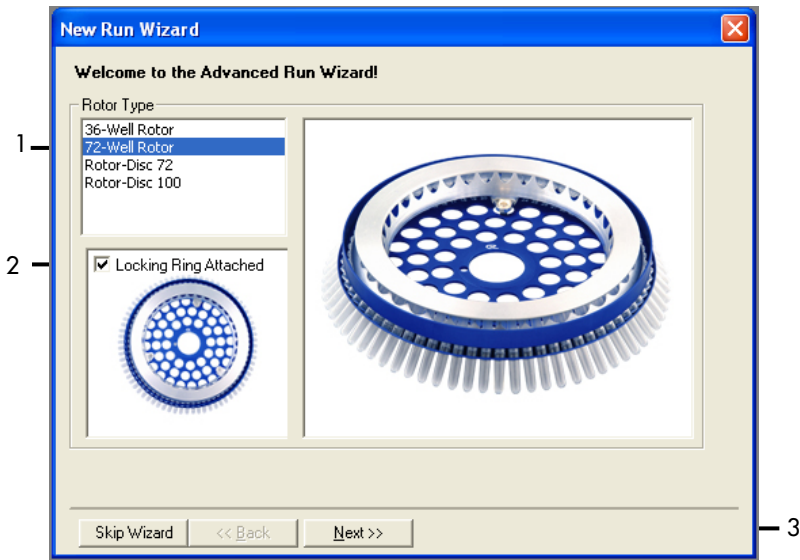 New Run Wizard
Welcome to the Advanced Run Wizard!
Rotor Type
36-Well Rotor
72-Well Rotor
Rotor-Disc 72
Rotor-Disc 100
1
2
Locking Ring Attached
Skip Wizard
<< Back
Next >>
3